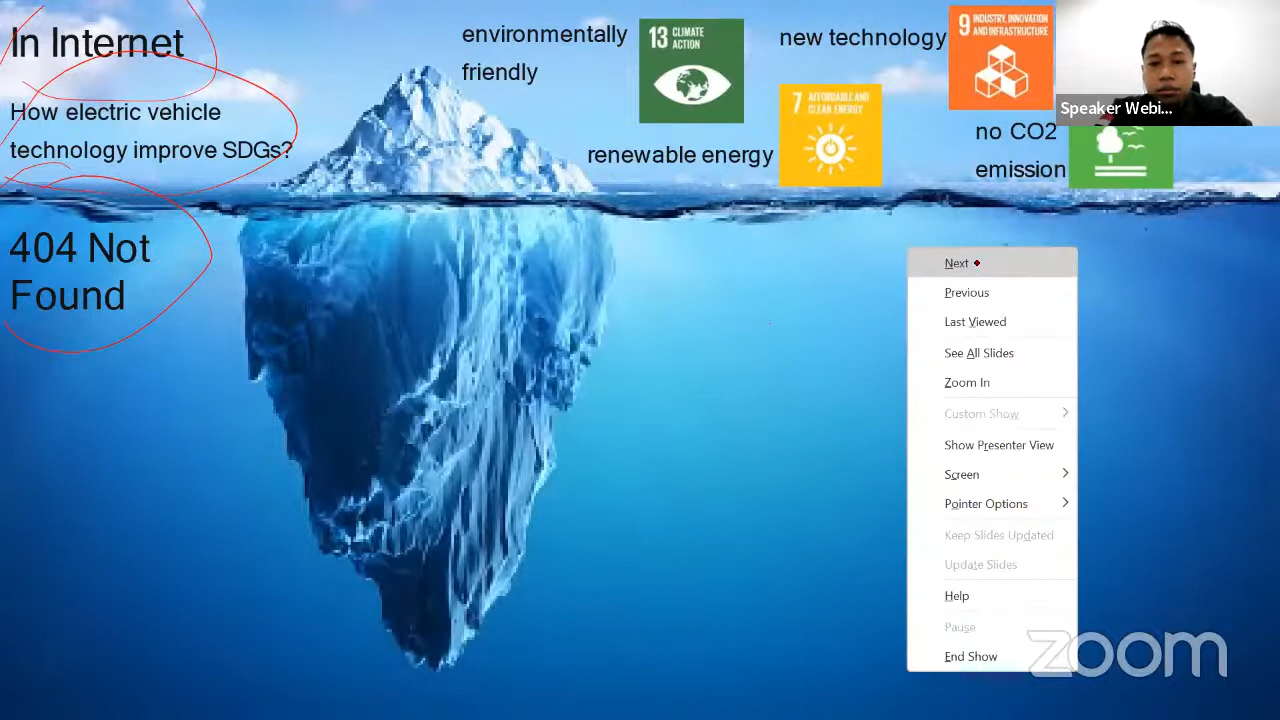 In Internet
How electric vehicle
technology improve SDGs?
404 Not
Found
environmentally
friendly
13 CLIMATE
ACTION
renewable energy
7 AFFORDABLE AND
CLEAN ENERGY
new technology
9 INDUSTRY, INNOVATION
AND INFRASTRUCTURE
no CO2
emission
Speaker Webi...
Next
Previous
Last Viewed
See All Slides
Zoom In
Custom Show
Show Presenter View
Screen
Pointer Options
Keep Slides Updated
Update Slides
Help
Pause
End Show
zoom